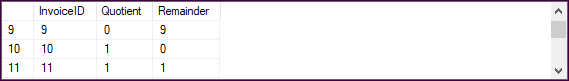 InvoiceID Quotient Remainder
9 9 0 9
10 10 1 0
11 11 1 1